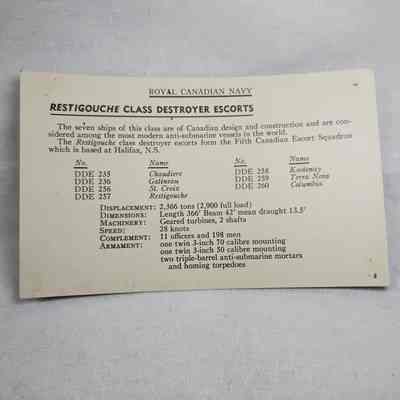 ROYAL CANADIAN NAVY
RESTIGOUCHE CLASS DESTROYER ESCORTS
The seven ships of this class are of Canadian design and construction and are con-
sidered among the most modern anti-submarine vessels in the world.
The Restigouche class destroyer escorts form the Fifth Canadian Escort Squadron
which is based at Halifax, N.S.
No. Name No. Name
DDE 235 Chaudiere DDE 258 Kootenay
DDE 236 Gatineau DDE 259 Terra Nova
DDE 256 St. Croix DDE 260 Columbus
DDE 257 Restigouche
DISPLACEMENT: 2,366 tons (2,900 full load)
DIMENSIONS: Length 366' Beam 42' mean draught 13.5'
MACHINERY: Geared turbines, 2 shafts
SPEED: 28 knots
COMPLEMENT: 11 officers and 198 men
ARMAMENT: one twin 3-inch 70 calibre mounting
one twin 3-inch 50 calibre mounting
two triple-barrel anti-submarine mortars
and homing torpedoes